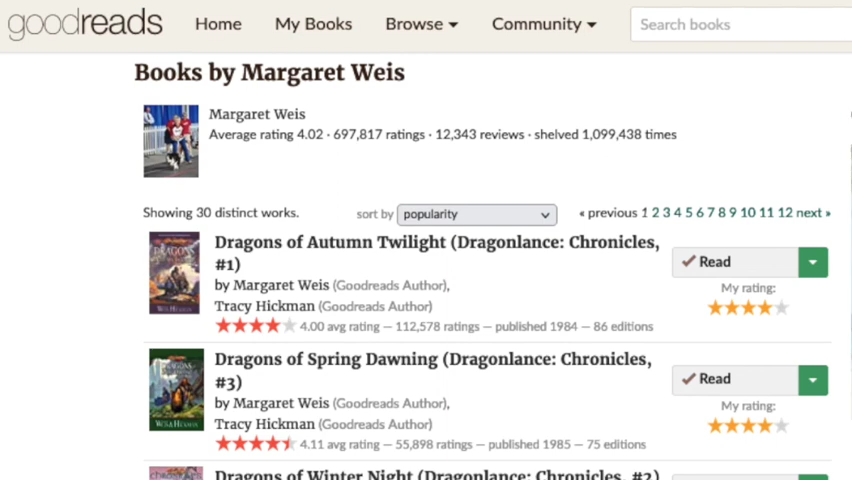 goodreads Home My Books Browse Community Search books
Books by Margaret Weis
Margaret Weis
Average rating 4.02 · 697,817 ratings · 12,343 reviews · shelved 1,099,438 times
Showing 30 distinct works. sort by popularity « previous 1 2 3 4 5 6 7 8 9 10 11 12 next »
Dragons of Autumn Twilight (Dragonlance: Chronicles,
#1)
Read
by Margaret Weis (Goodreads Author),
My rating:
Tracy Hickman (Goodreads Author)
4.00 avg rating — 112,578 ratings — published 1984 — 86 editions
Dragons of Spring Dawning (Dragonlance: Chronicles,
#3)
Read
by Margaret Weis (Goodreads Author),
My rating:
Tracy Hickman (Goodreads Author)
4.11 avg rating — 55,898 ratings — published 1985 — 75 editions
Dragons of Winter Night (Dragonlance: Chronicles, #2)